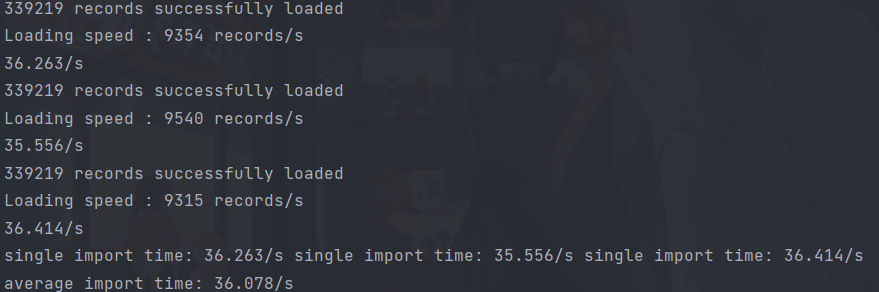 339219 records successfully loaded
Loading speed : 9354 records/s
36.263/s
339219 records successfully loaded
Loading speed : 9540 records/s
35.556/s
339219 records successfully loaded
Loading speed : 9315 records/s
36.414/s
single import time: 36.263/s single import time: 35.556/s single import time: 36.414/s
average import time: 36.078/s